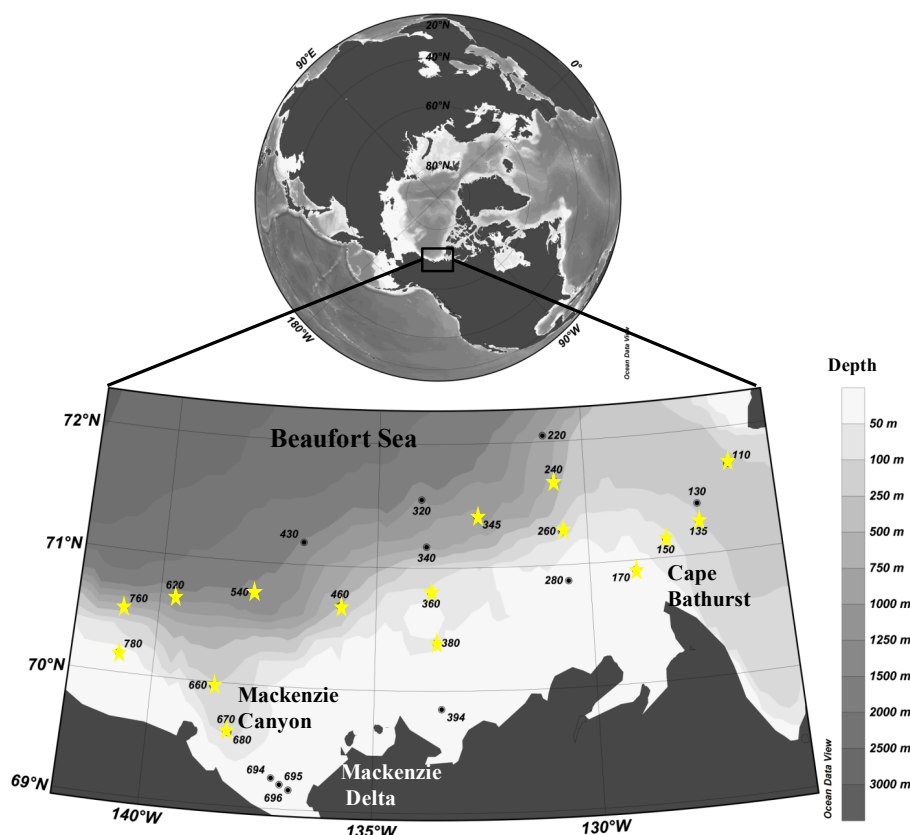 20°N
40°N
60°N
80°N
90°E
0°
180°W
90°W
Ocean Data View
Depth
50 m
100 m
250 m
500 m
750 m
1000 m
1250 m
1500 m
2000 m
2500 m
3000 m
Ocean Data View
72°N
71°N
70°N
69°N
140°W
135°W
130°W
Beaufort Sea
220
240
110
320
345
130
430
340
260
135
150
280
170
Cape
Bathurst
760
620
540
460
360
780
380
660
Mackenzie
Canyon
670
680
394
694
695
696
Mackenzie
Delta